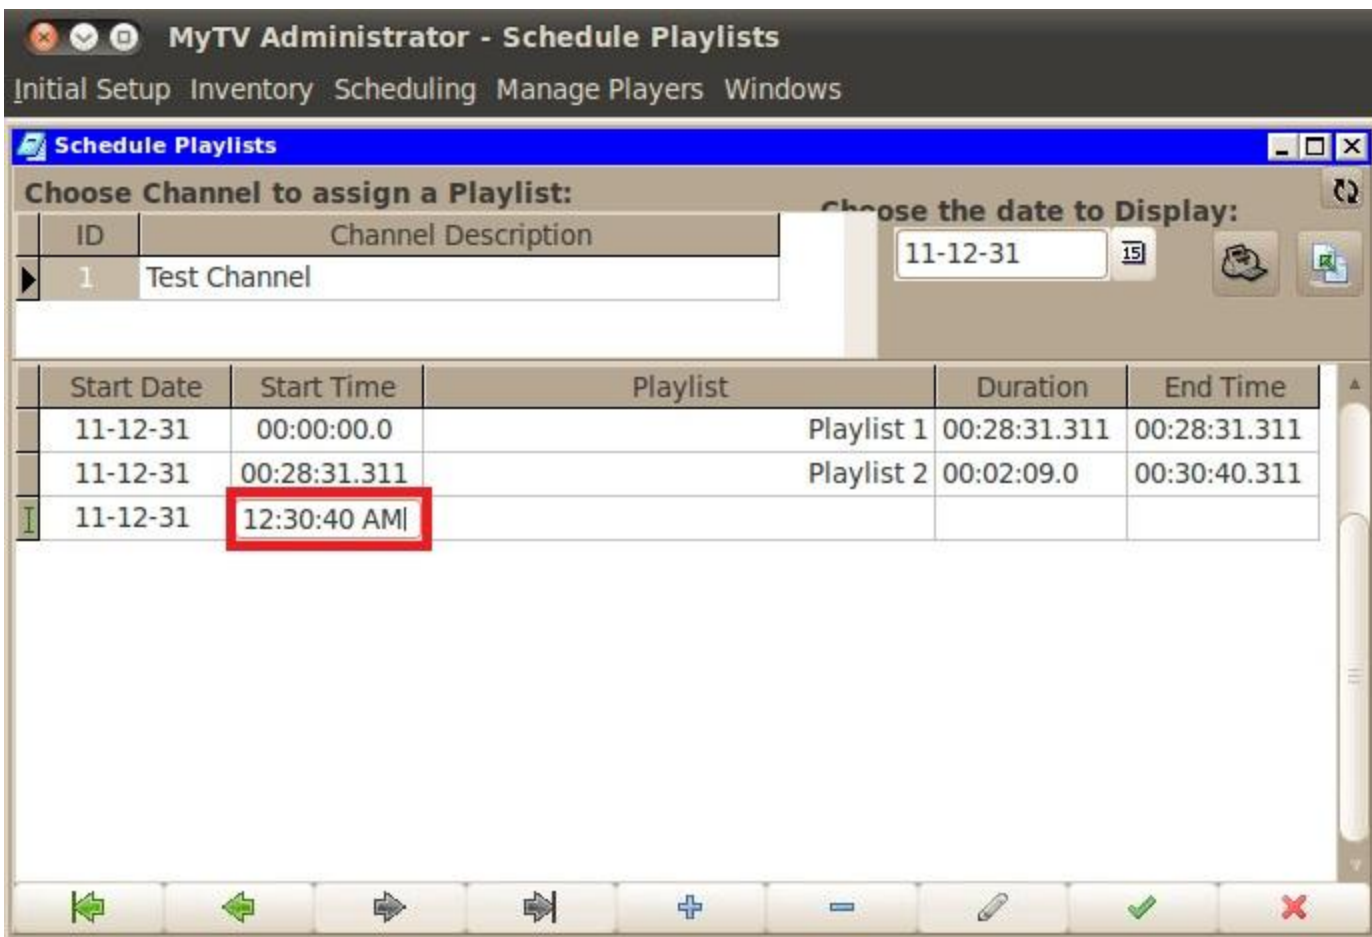 MyTV Administrator - Schedule Playlists
Initial Setup Inventory Scheduling Manage Players Windows
Schedule Playlists
Choose Channel to assign a Playlist:
Choose the date to Display:
ID Channel Description
11-12-31 15
1 Test Channel
Start Date Start Time Playlist Duration End Time
11-12-31 00:00:00.0 Playlist 1 00:28:31.311 00:28:31.311
11-12-31 00:28:31.311 Playlist 2 00:02:09.0 00:30:40.311
11-12-31 12:30:40 AM